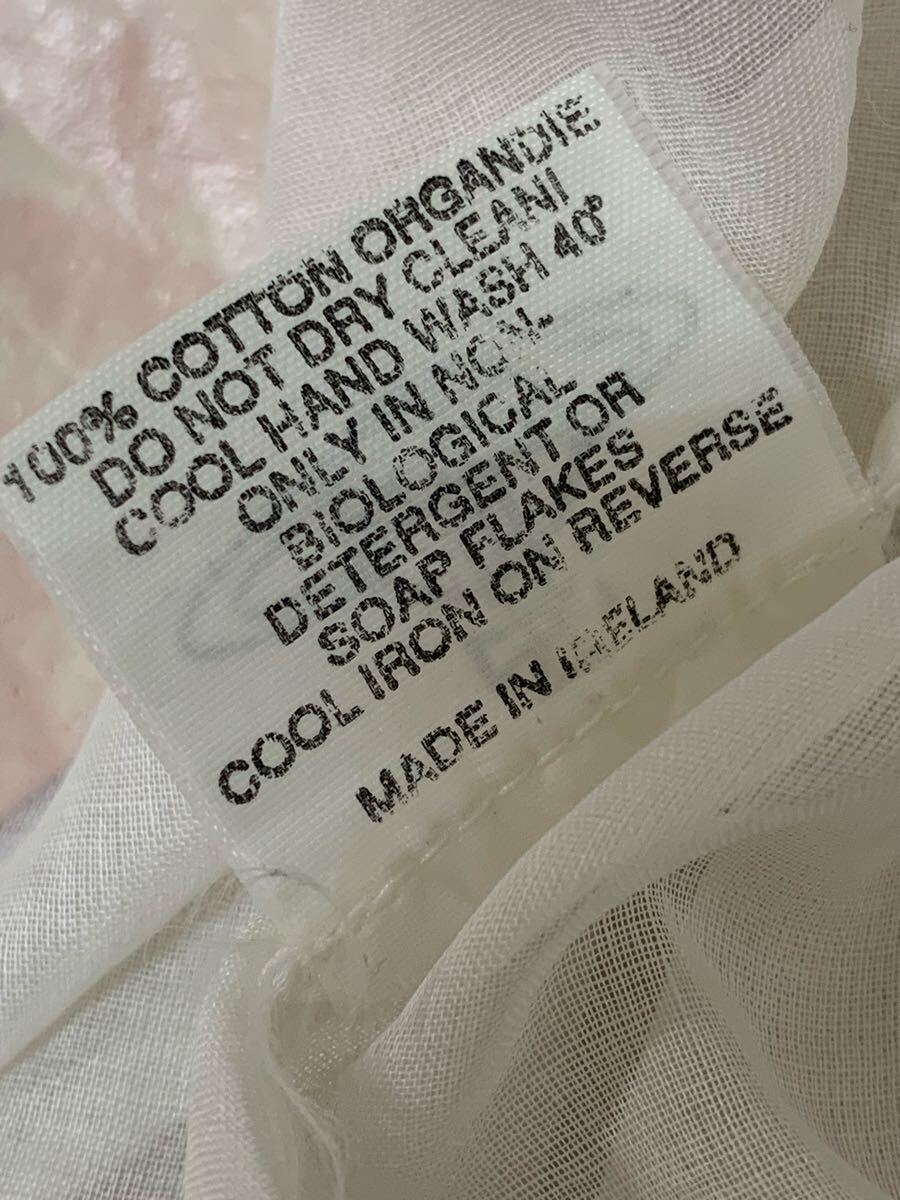 100% COTTON ORGANDIE
DO NOT DRY CLEAN!
COOL HAND WASH 40°
ONLY IN NON-
BIOLOGICAL
DETERGENT OR
SOAP FLAKES
COOL IRON ON REVERSE
MADE IN IRELAND